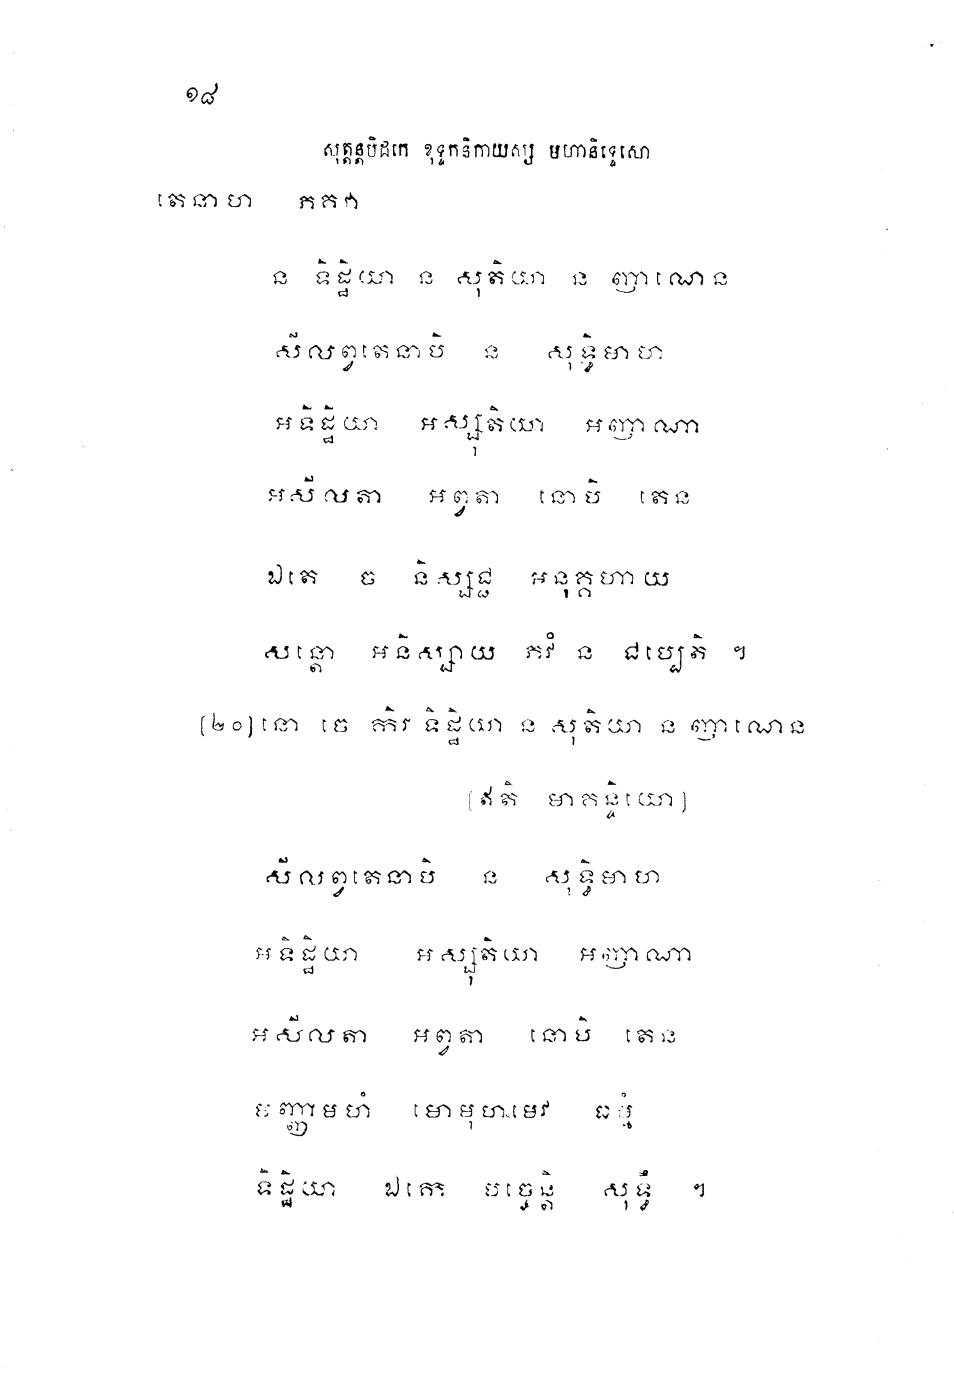 ១៨
សុត្តន្តបិដកេ ខុទ្ទកនិកាយស្ស មហានិទ្ទេសោ
តេនាហ ភគវា
ន ទិដ្ឋិយា ន សុតិយា ន ញាណេន
សីលព្វតេនាបិ ន សុទ្ធិមាហ
អទិដ្ឋិយា អស្សុតិយា អញាណា
អសីលតា អព្វតា នោបិ តេន
ឯតេ ច និស្សជ្ជ អនុគ្គហាយ
សន្តោ អនិស្សាយ ភវំ ន ជប្បេតិ ។
(២០) នោ ចេ កិរ ទិដ្ឋិយា ន សុតិយា ន ញាណេន
(ឥតិ មាគន្ទិយោ)
សីលព្វតេនាបិ ន សុទ្ធិមាហ
អទិដ្ឋិយា អស្សុតិយា អញាណា
អសីលតា អព្វតា នោបិ តេន
មញ្ញាមហំ មោមុហមេវ ធម្មំ
ទិដ្ឋិយា ឯកេ បច្ចេន្តិ សុទ្ធឹ ។